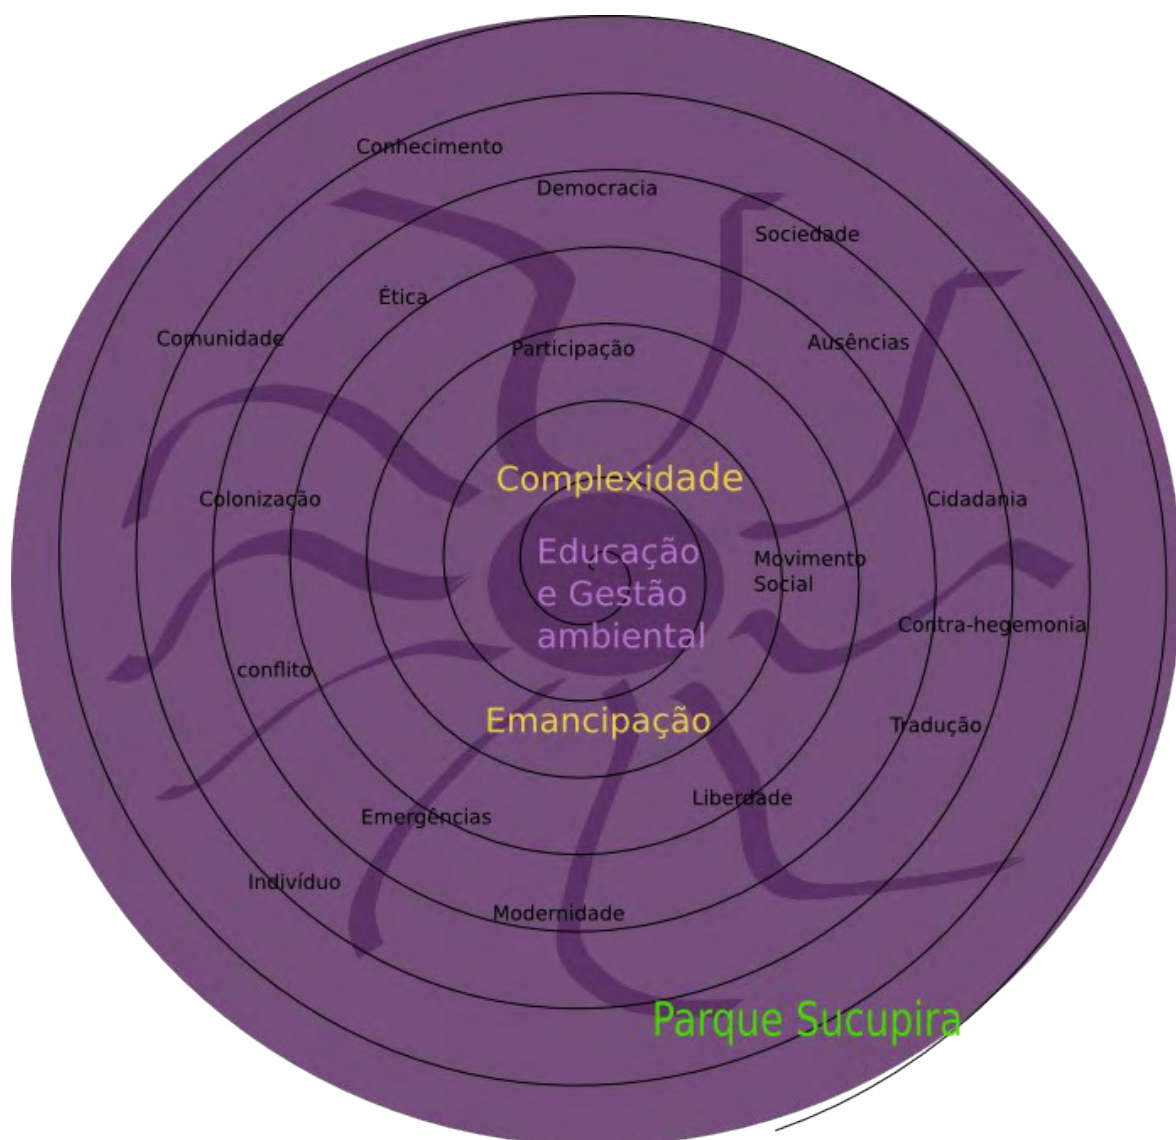 Conhecimento
Democracia
Sociedade
Ética
Comunidade
Ausências
Participação
Complexidade
Colonização
Cidadania
Educação
e Gestão
ambiental
Movimento
Social
Contra-hegemonia
conflito
Emancipação
Tradução
Liberdade
Emergências
Indivíduo
Modernidade
Parque Sucupira